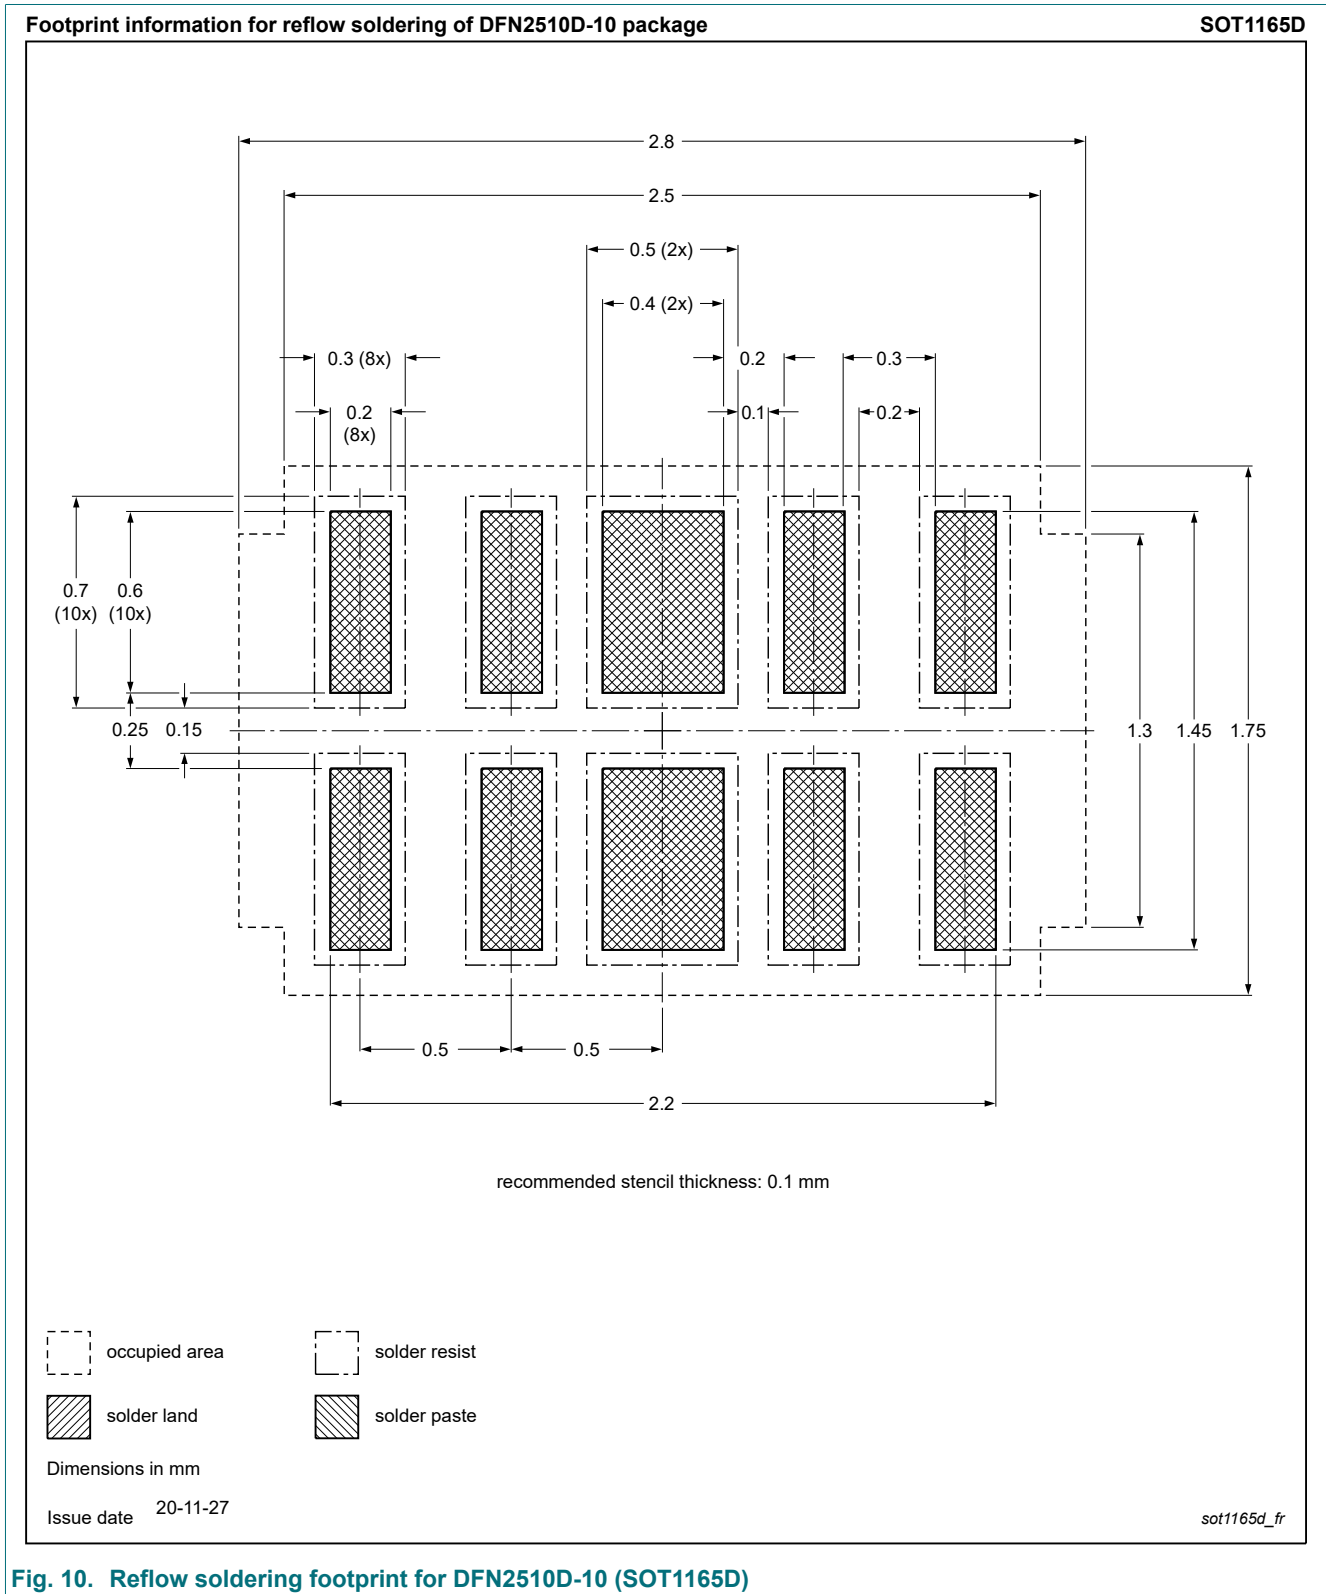 Footprint information for reflow soldering of DFN2510D-10 package SOT1165D
2.8
2.5
0.5 (2x)
0.4 (2x)
0.3 (8x) 0.2 0.3
0.2 0.1 0.2
(8x)
0.7 0.6
(10x) (10x)
0.25 0.15 1.3 1.45 1.75
0.5 0.5
2.2
recommended stencil thickness: 0.1 mm
occupied area solder resist
solder land solder paste
Dimensions in mm
Issue date 20-11-27 sot1165d_fr
Fig. 10. Reflow soldering footprint for DFN2510D-10 (SOT1165D)